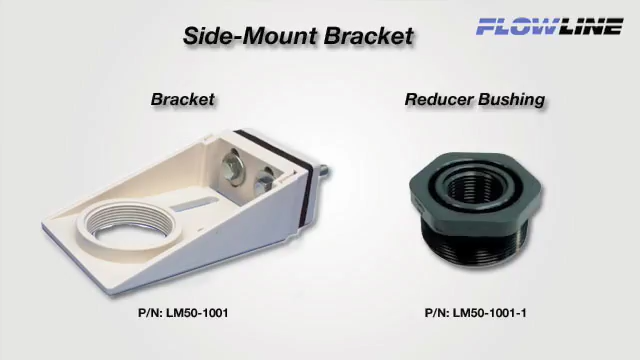 Side-Mount Bracket
FLOWLINE
Bracket
Reducer Bushing
P/N: LM50-1001
P/N: LM50-1001-1